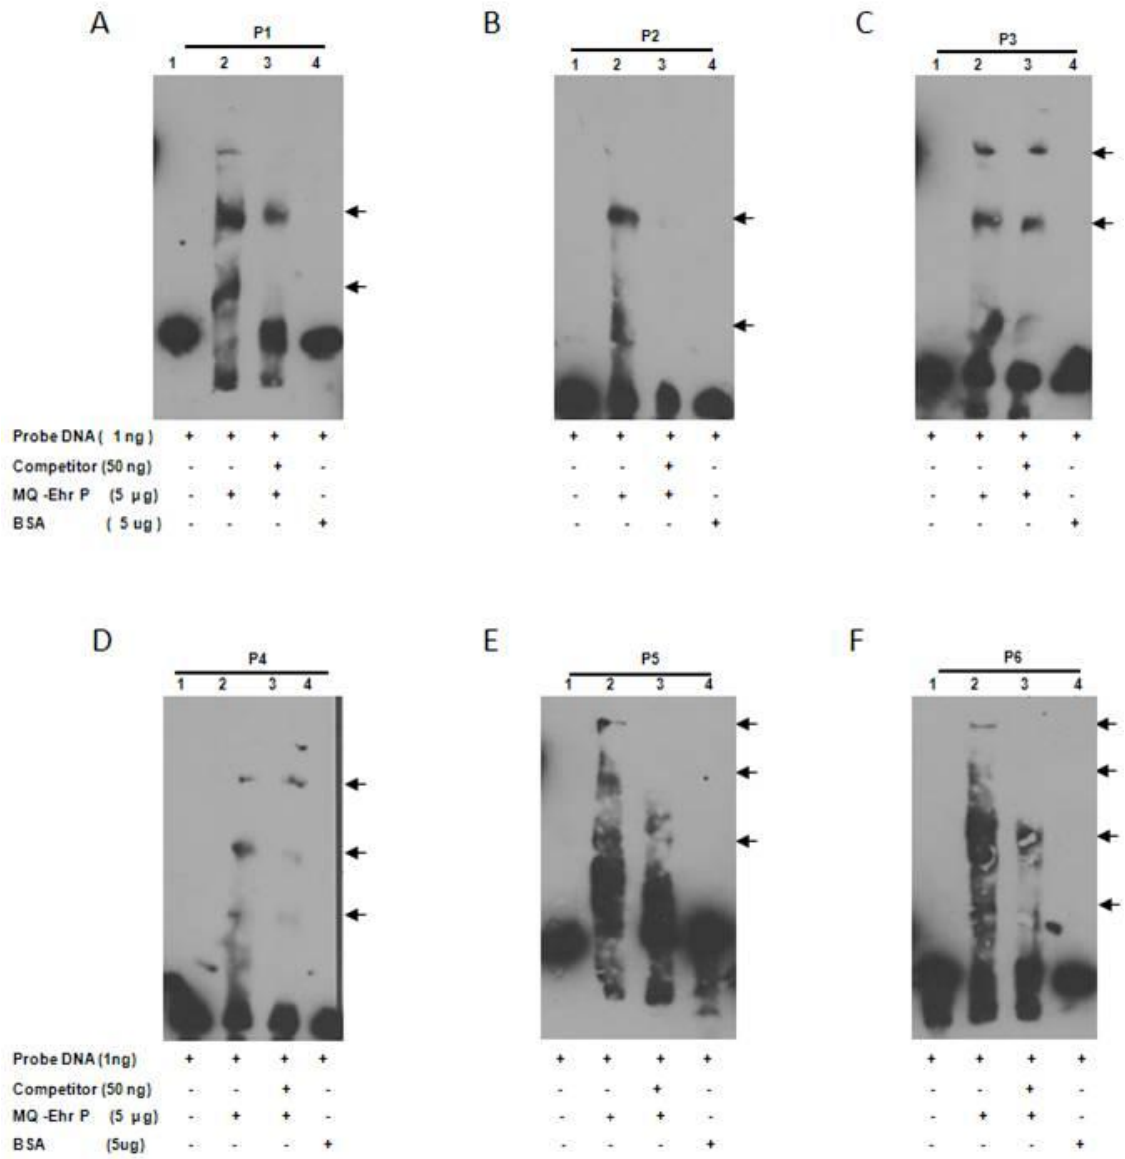 A B C
P1 P2 P3
1 2 3 4 1 2 3 4 1 2 3 4
Probe DNA ( 1 ng ) + + + + + + + + + + + +
Competitor (50 ng) - - + - - - + - - - + -
MQ -Ehr P (5 µg) - + + - - + + - - + + -
BSA ( 5 ug ) - - - + - - - + - - - +
D E F
P4 P5 P6
1 2 3 4 1 2 3 4 1 2 3 4
Probe DNA (1ng) + + + + + + + + + + + +
Competitor (50 ng) - - + - - - + - - - + -
MQ -Ehr P (5 µg) - + + - - + + - - + + -
BSA (5ug) - - - + - - - + - - - +